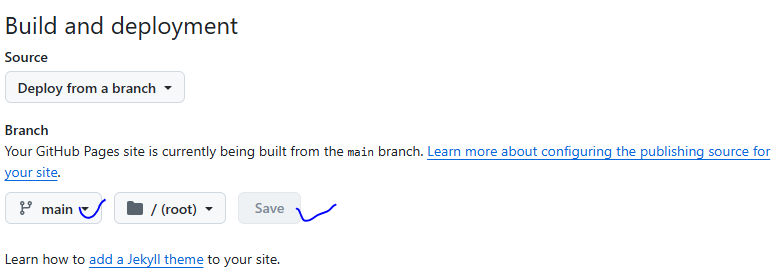 Build and deployment
Source
Deploy from a branch
Branch
Your GitHub Pages site is currently being built from the main branch. Learn more about configuring the publishing source for
your site.
main / (root) Save
Learn how to add a Jekyll theme to your site.